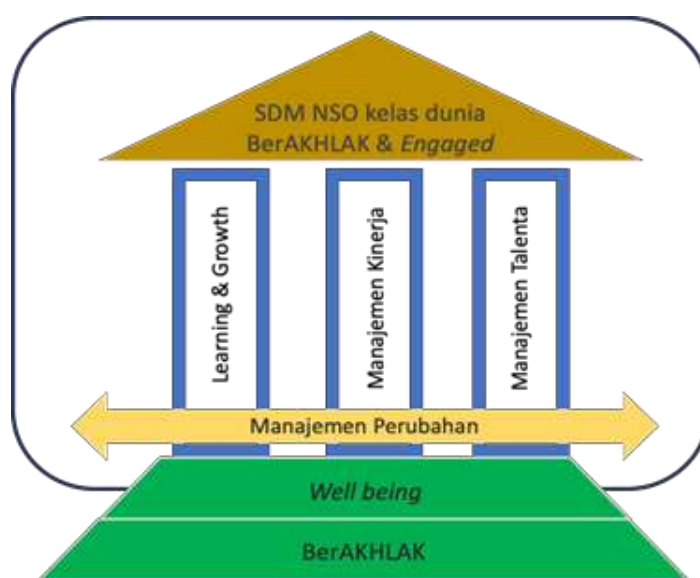 SDM NSO kelas dunia
BerAKHLAK & Engaged
Learning & Growth
Manajemen Kinerja
Manajemen Talenta
Manajemen Perubahan
Well being
BerAKHLAK